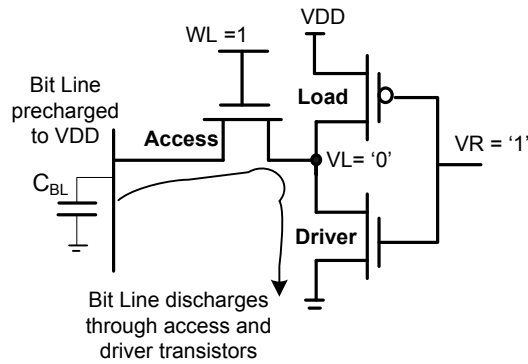 WL =1
VDD
Bit Line
precharged
to VDD
Load
Access
VR = ‘1’
VL= ‘0’
CBL
Driver
Bit Line discharges
through access and
driver transistors